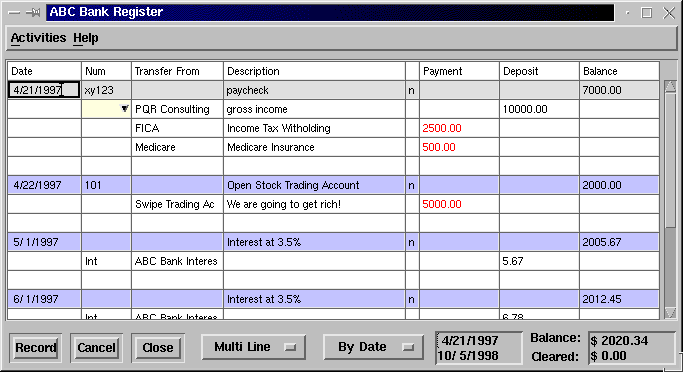 ABC Bank Register
Activities Help
Date Num Transfer From Description Payment Deposit Balance
4/21/1997 xy123 paycheck n 7000.00
PQR Consulting gross income 10000.00
FICA Income Tax Witholding 2500.00
Medicare Medicare Insurance 500.00
4/22/1997 101 Open Stock Trading Account n 2000.00
Swipe Trading Ac We are going to get rich! 5000.00
5/ 1/1997 Interest at 3.5% n 2005.67
Int ABC Bank Interes 5.67
6/ 1/1997 Interest at 3.5% n 2012.45
Int ABC Bank Interes 6.78
Record Cancel Close Multi Line By Date 4/21/1997 Balance: $ 2020.34
10/ 5/1998 Cleared: $ 0.00